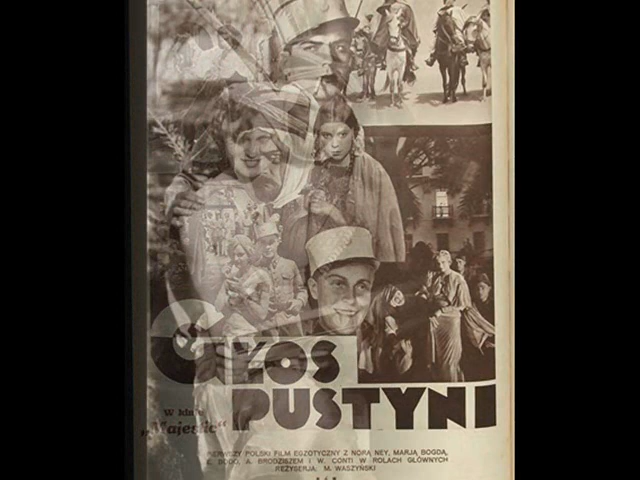 GŁOS
PUSTYNI
W kinie
„Majestic"
PIERWSZY POLSKI FILM EGZOTYCZNY Z NORĄ NEY, MARJĄ BOGDĄ,
E. BODO, A. BRODZISZEM I W. CONTI W ROLACH GŁÓWNYCH
REŻYSERJA: M. WASZYŃSKI